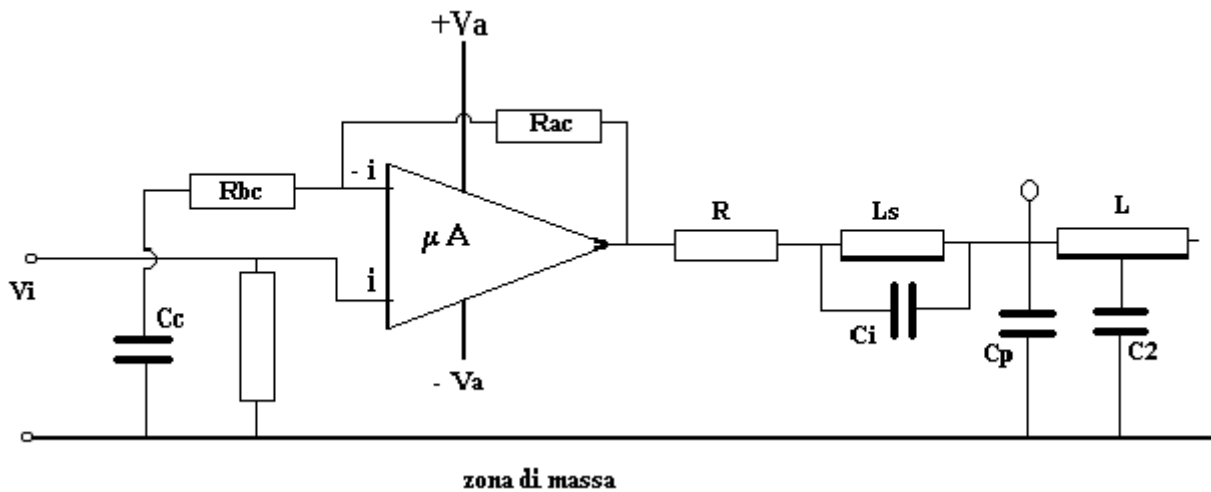 +Va
Rac
- i
Rbc
R
Ls
L
μ A
i
Vi
Cc
Ci
Cp
C2
- Va
zona di massa